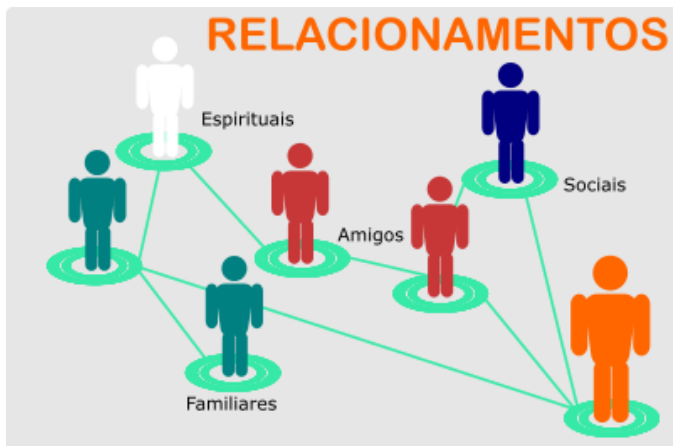 RELACIONAMENTOS
Espirituais
Sociais
Amigos
Familiares